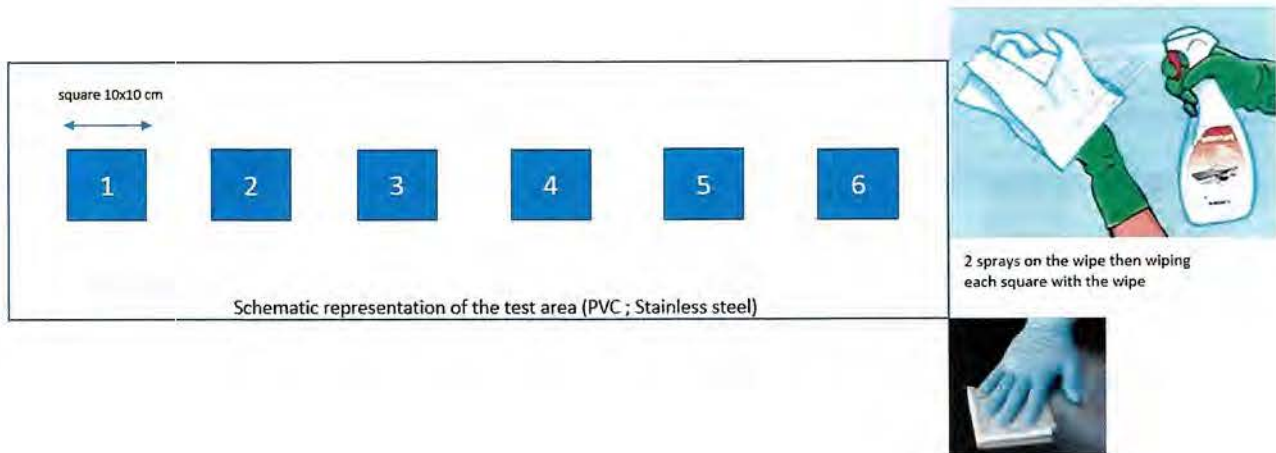 square 10x10 cm
1 2 3 4 5 6
Schematic representation of the test area (PVC ; Stainless steel)
2 sprays on the wipe then wiping
each square with the wipe